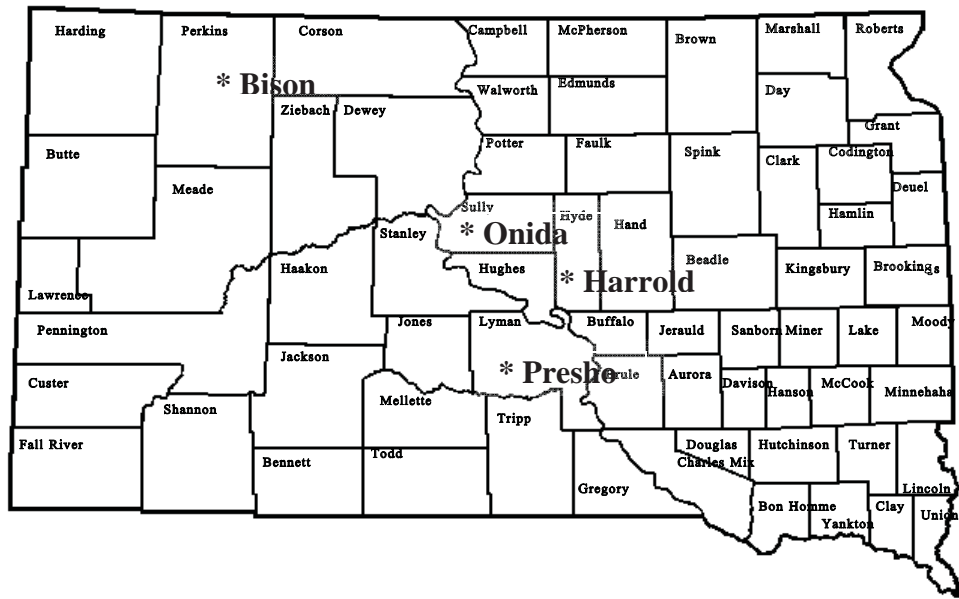 Harding Perkins Corson Campbell McPherson Brown Marshall Roberts
* Bison
Walworth Edmunds Day
Ziebach Dewey
Grant
Butte Potter Faulk Spink Clark Codington
Meade Deuel
Sully Hyde Hand Hamlin
Stanley * Onida
Haakon Hughes * Harrold Beadle Kingsbury Brookings
Lawrence
Pennington Jones Lyman Buffalo Jerauld Sanborn Miner Lake Moody
Jackson
* Presho Brule Aurora Davison Hanson McCook Minnehaha
Custer
Shannon Mellette Tripp
Fall River Bennett Todd Douglas Hutchinson Turner
Charles Mix
Gregory Lincoln
Bon Homme Yankton Clay Union